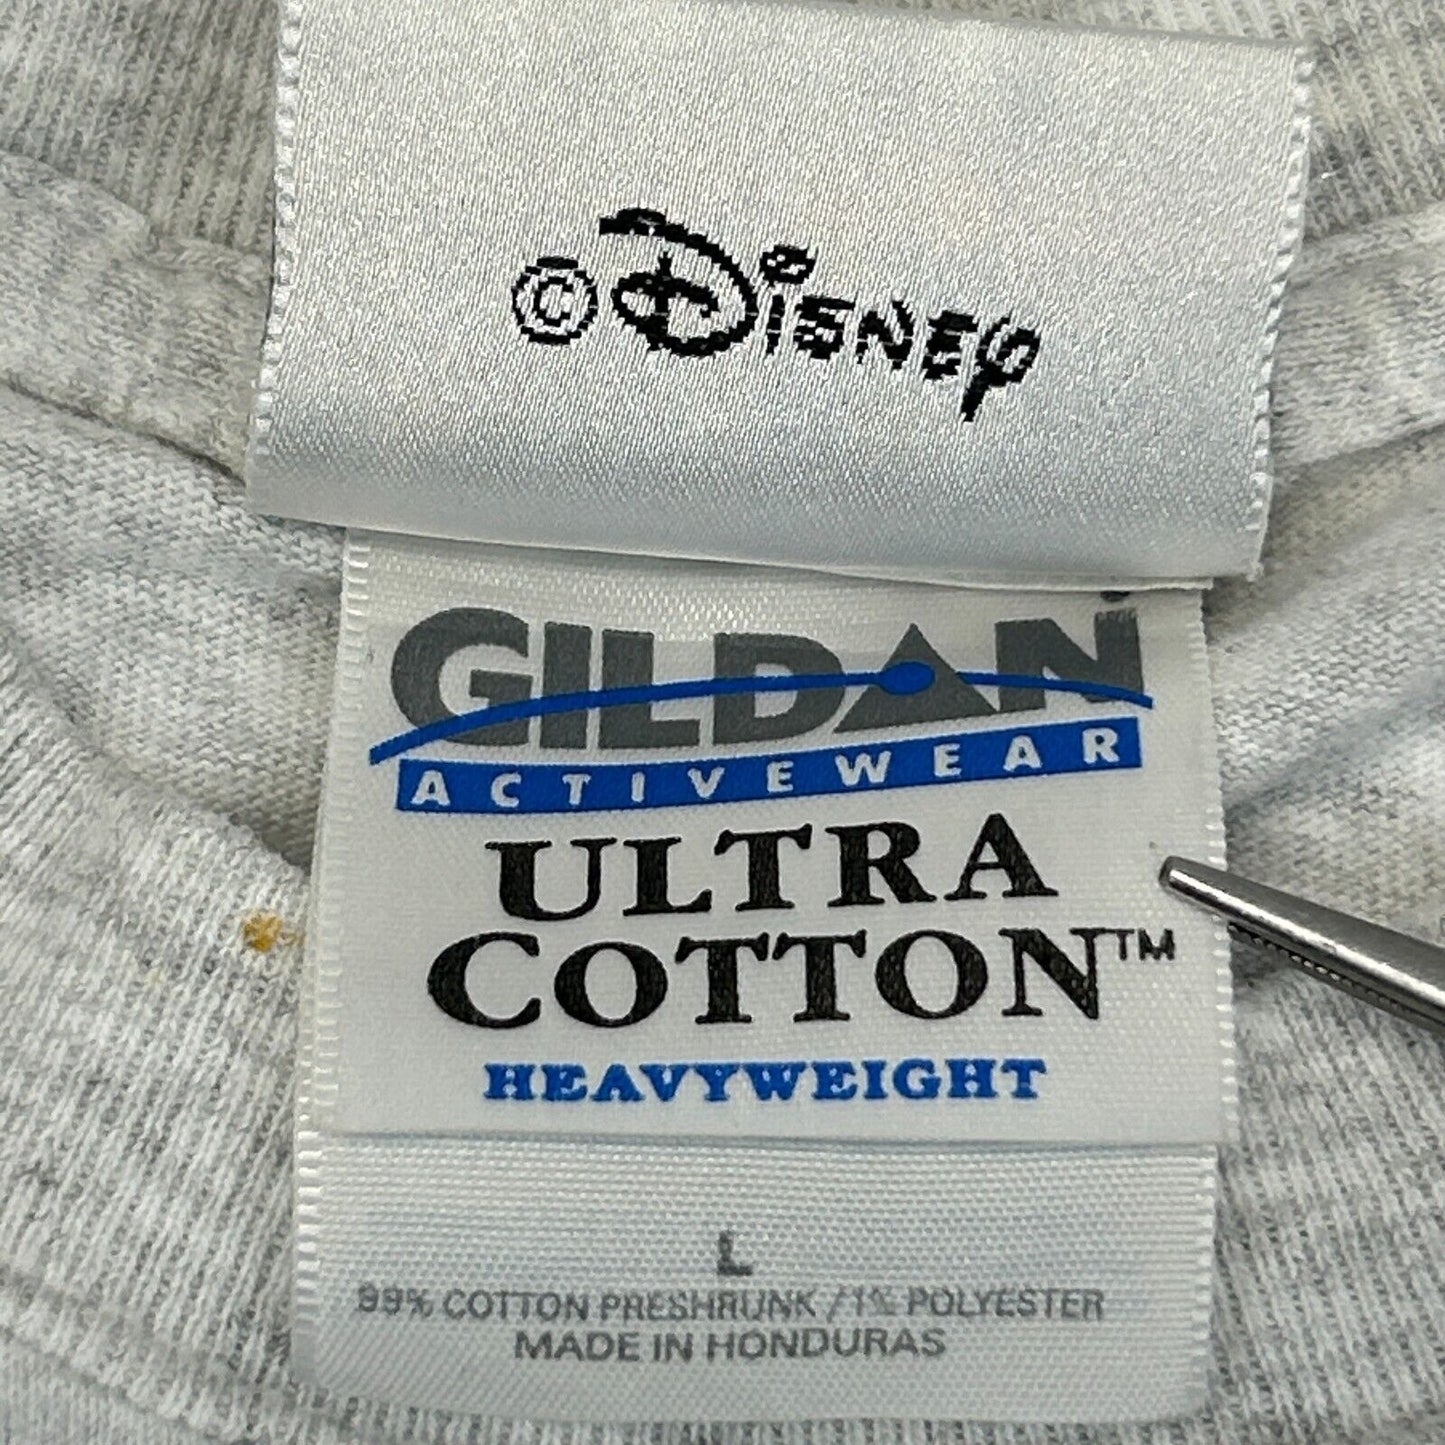 ©Disney
GILDAN
ACTIVEWEAR
ULTRA
COTTON™
HEAVYWEIGHT
L
99% COTTON PRESHRUNK / 1% POLYESTER
MADE IN HONDURAS